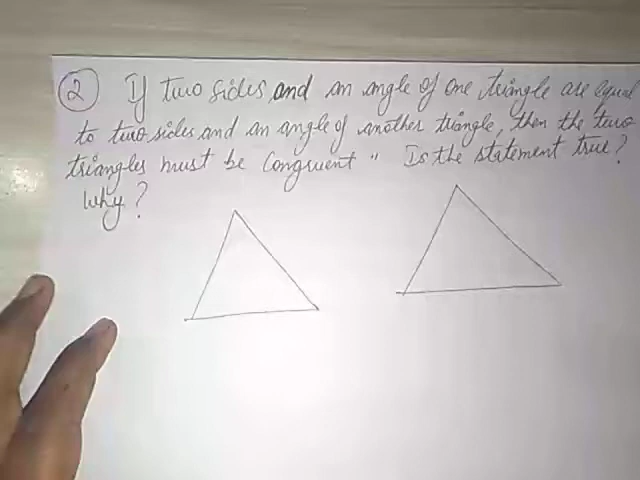 ② If two sides and an angle of one triangle are equal
to two sides and an angle of another triangle, then the two
triangles must be congruent" Is the statement true?
Why?